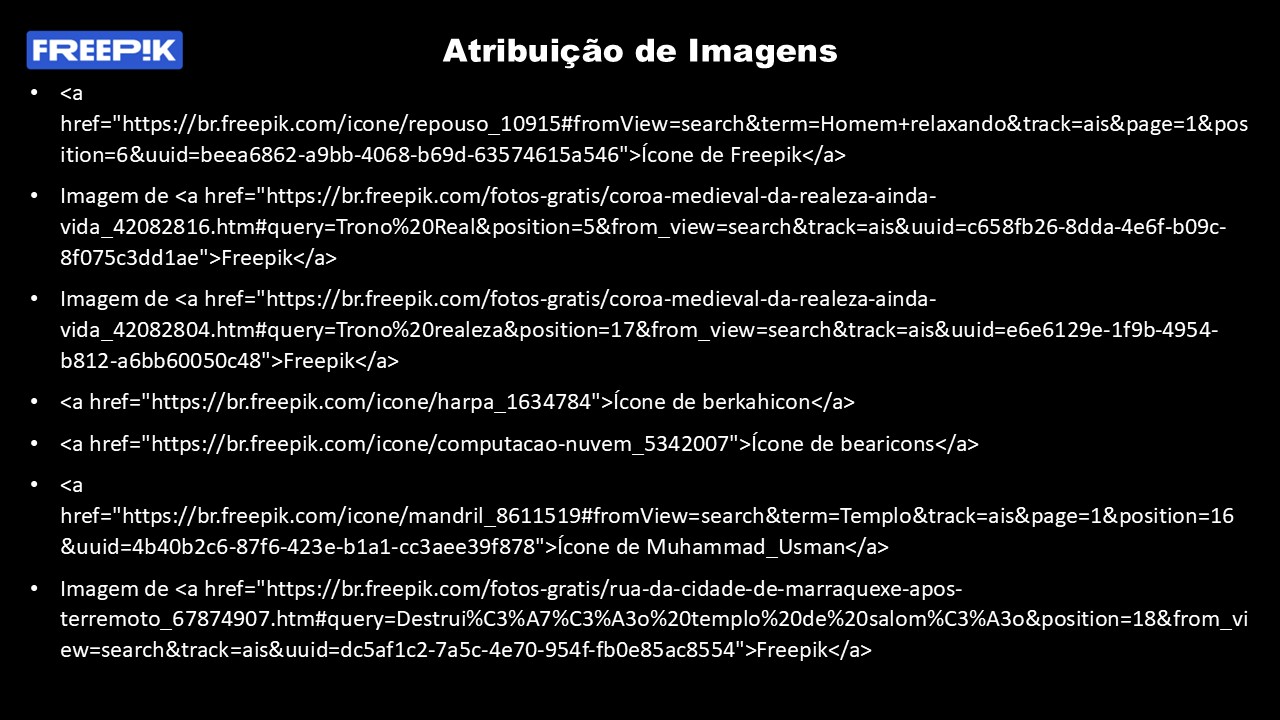 FREEP!K
Atribuição de Imagens
• <a
href="https://br.freepik.com/icone/repouso_10915#fromView=search&term=Homem+relaxando&track=ais&page=1&pos
ition=6&uuid=beea6862-a9bb-4068-b69d-63574615a546">Ícone de Freepik</a>
• Imagem de <a href="https://br.freepik.com/fotos-gratis/coroa-medieval-da-realeza-ainda-
vida_42082816.htm#query=Trono%20Real&position=5&from_view=search&track=ais&uuid=c658fb26-8dda-4e6f-b09c-
8f075c3dd1ae">Freepik</a>
• Imagem de <a href="https://br.freepik.com/fotos-gratis/coroa-medieval-da-realeza-ainda-
vida_42082804.htm#query=Trono%20realeza&position=17&from_view=search&track=ais&uuid=e6e6129e-1f9b-4954-
b812-a6bb60050c48">Freepik</a>
• <a href="https://br.freepik.com/icone/harpa_1634784">Ícone de berkahicon</a>
• <a href="https://br.freepik.com/icone/computacao-nuvem_5342007">Ícone de bearicons</a>
• <a
href="https://br.freepik.com/icone/mandril_8611519#fromView=search&term=Templo&track=ais&page=1&position=16
&uuid=4b40b2c6-87f6-423e-b1a1-cc3aee39f878">Ícone de Muhammad_Usman</a>
• Imagem de <a href="https://br.freepik.com/fotos-gratis/rua-da-cidade-de-marraquexe-apos-
terremoto_67874907.htm#query=Destrui%C3%A7%C3%A3o%20templo%20de%20salom%C3%A3o&position=18&from_vi
ew=search&track=ais&uuid=dc5af1c2-7a5c-4e70-954f-fb0e85ac8554">Freepik</a>